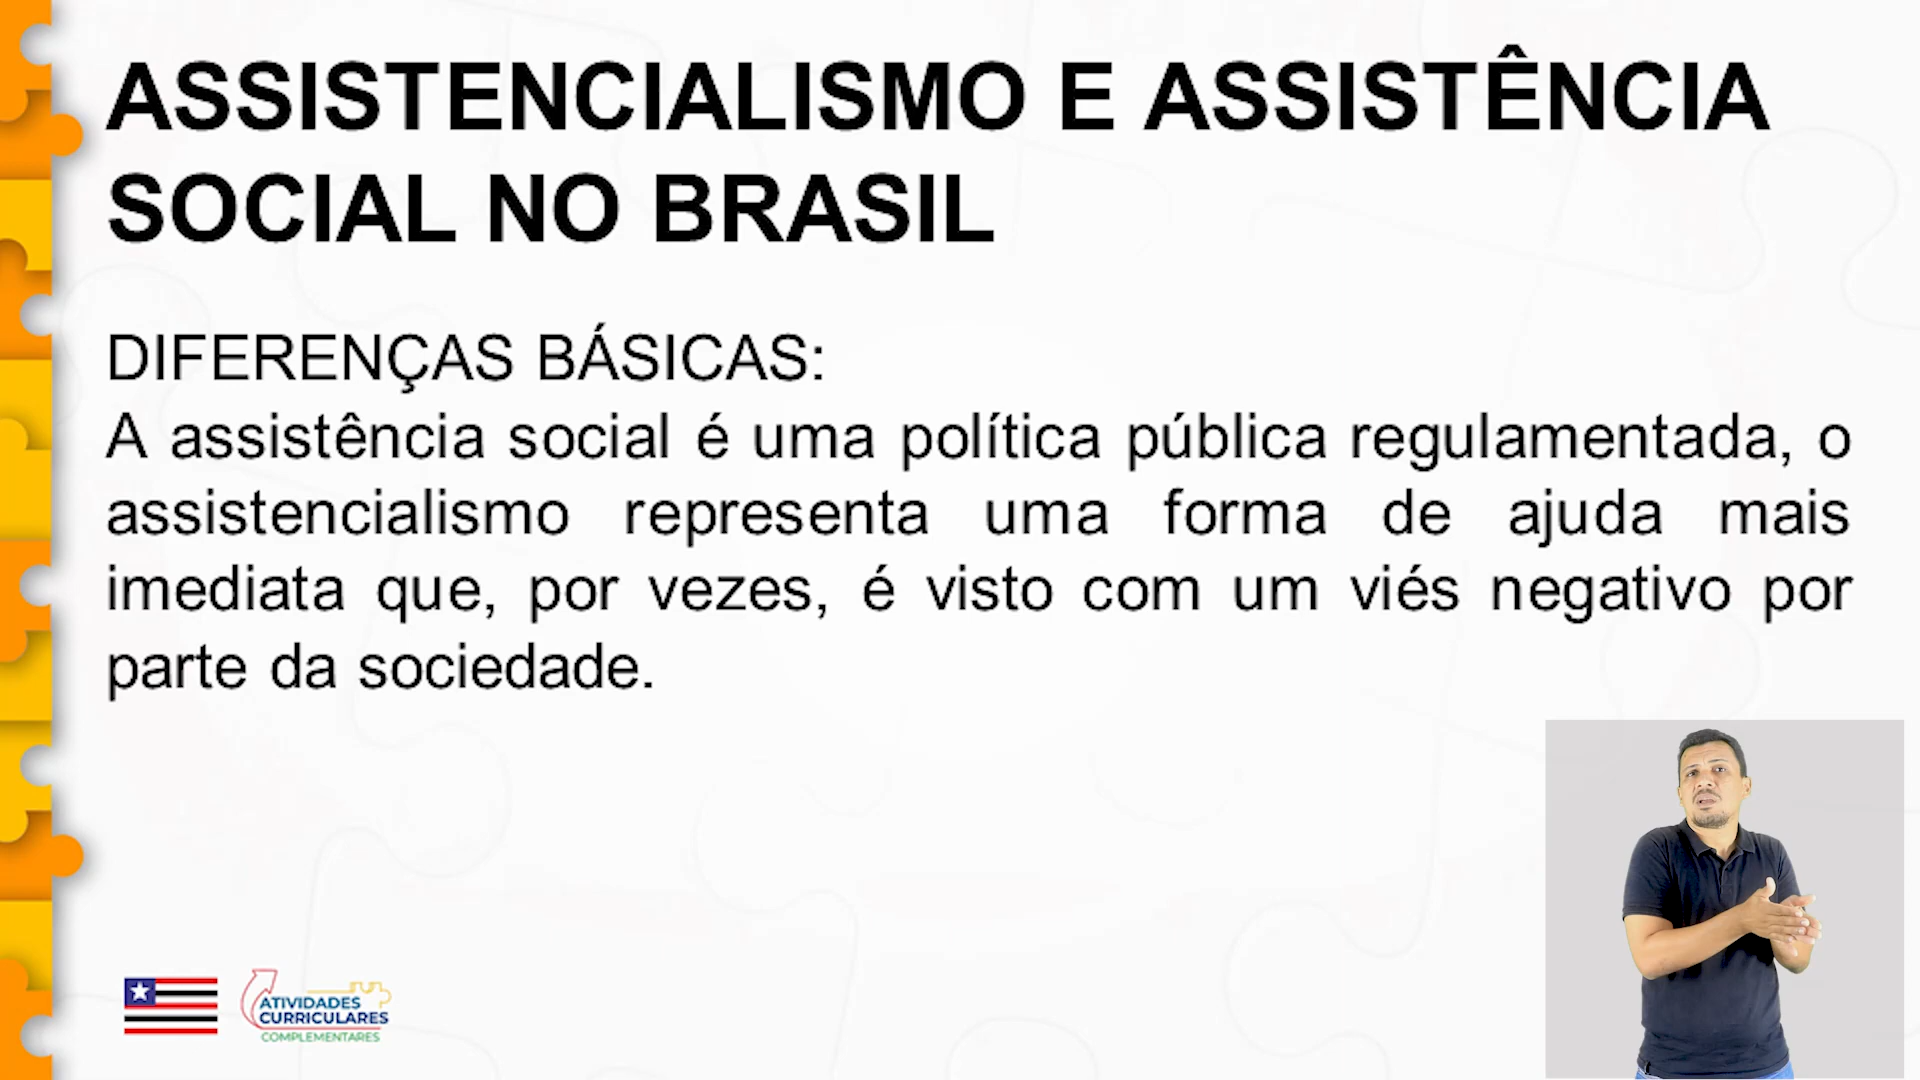 ASSISTENCIALISMO E ASSISTÊNCIA
SOCIAL NO BRASIL
DIFERENÇAS BÁSICAS:
A assistência social é uma política pública regulamentada, o
assistencialismo representa uma forma de ajuda mais
imediata que, por vezes, é visto com um viés negativo por
parte da sociedade.
ATIVIDADES
CURRICULARES
COMPLEMENTARES